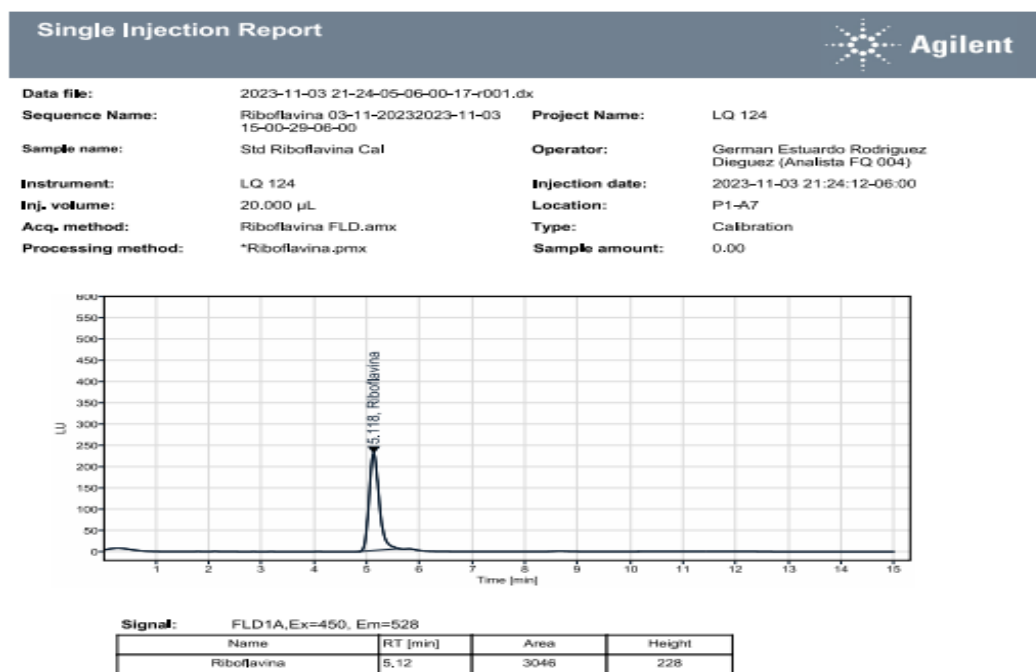 Single Injection Report
Agilent
Data file: 2023-11-03 21-24-05-06-00-17-r001.dx
Sequence Name: Riboflavina 03-11-20232023-11-03 15-00-29-06-00 Project Name: LQ 124
Sample name: Std Riboflavina Cal Operator: German Estuardo Rodriguez Dieguez (Analista FQ 004)
Instrument: LQ 124 Injection date: 2023-11-03 21:24:12-06:00
Inj. volume: 20.000 µL Location: P1-A7
Acq. method: Riboflavina FLD.amx Type: Calibration
Processing method: *Riboflavina.pmx Sample amount: 0.00
600
550
500
450
400
350
300
250
200
150
100
50
0
LU
5.118, Riboflavina
1 2 3 4 5 6 7 8 9 10 11 12 13 14 15
Time [min]
Signal: FLD1A,Ex=450, Em=528
Name RT [min] Area Height
Riboflavina 5.12 3046 228